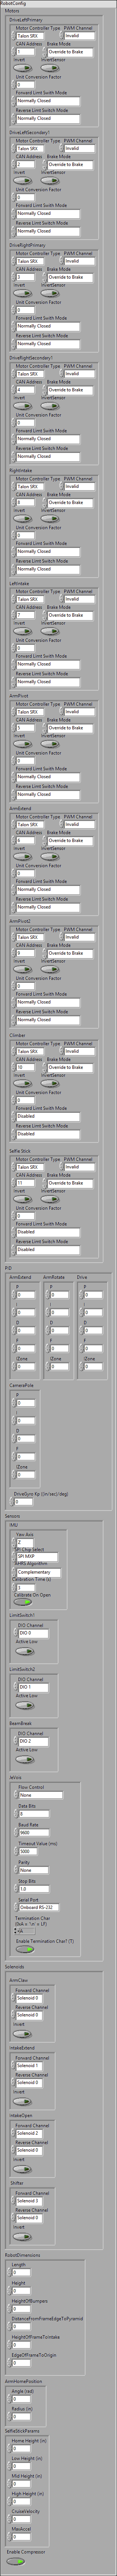 RobotConfig
Motors
DriveLeftPrimary
Motor Controller Type PWM Channel
Talon SRX Invalid
CAN Address Brake Mode
1 Override to Brake
Invert InvertSensor
Unit Conversion Factor
0
Forward Limit Swith Mode
Normally Closed
Reverse Limit Switch Mode
Normally Closed
DriveLeftSecondary1
Motor Controller Type PWM Channel
Talon SRX Invalid
CAN Address Brake Mode
2 Override to Brake
Invert InvertSensor
Unit Conversion Factor
0
Forward Limit Swith Mode
Normally Closed
Reverse Limit Switch Mode
Normally Closed
DriveRightPrimary
Motor Controller Type PWM Channel
Talon SRX Invalid
CAN Address Brake Mode
3 Override to Brake
Invert InvertSensor
Unit Conversion Factor
0
Forward Limit Swith Mode
Normally Closed
Reverse Limit Switch Mode
Normally Closed
DriveRightSecondary1
Motor Controller Type PWM Channel
Talon SRX Invalid
CAN Address Brake Mode
4 Override to Brake
Invert InvertSensor
Unit Conversion Factor
0
Forward Limit Swith Mode
Normally Closed
Reverse Limit Switch Mode
Normally Closed
RightIntake
Motor Controller Type PWM Channel
Talon SRX Invalid
CAN Address Brake Mode
8 Override to Brake
Invert InvertSensor
Unit Conversion Factor
0
Forward Limit Swith Mode
Normally Closed
Reverse Limit Switch Mode
Normally Closed
LeftIntake
Motor Controller Type PWM Channel
Talon SRX Invalid
CAN Address Brake Mode
7 Override to Brake
Invert InvertSensor
Unit Conversion Factor
0
Forward Limit Swith Mode
Normally Closed
Reverse Limit Switch Mode
Normally Closed
ArmPivot
Motor Controller Type PWM Channel
Talon SRX Invalid
CAN Address Brake Mode
5 Override to Brake
Invert InvertSensor
Unit Conversion Factor
0
Forward Limit Swith Mode
Normally Closed
Reverse Limit Switch Mode
Normally Closed
ArmExtend
Motor Controller Type PWM Channel
Talon SRX Invalid
CAN Address Brake Mode
6 Override to Brake
Invert InvertSensor
Unit Conversion Factor
0
Forward Limit Swith Mode
Normally Closed
Reverse Limit Switch Mode
Normally Closed
ArmPivot2
Motor Controller Type PWM Channel
Talon SRX Invalid
CAN Address Brake Mode
9 Override to Brake
Invert InvertSensor
Unit Conversion Factor
0
Forward Limit Swith Mode
Normally Closed
Reverse Limit Switch Mode
Normally Closed
Climber
Motor Controller Type PWM Channel
Talon SRX Invalid
CAN Address Brake Mode
10 Override to Brake
Invert InvertSensor
Unit Conversion Factor
0
Forward Limit Swith Mode
Disabled
Reverse Limit Switch Mode
Disabled
Selfie Stick
Motor Controller Type PWM Channel
Talon SRX Invalid
CAN Address Brake Mode
11 Override to Brake
Invert InvertSensor
Unit Conversion Factor
0
Forward Limit Swith Mode
Disabled
Reverse Limit Switch Mode
Disabled
PID
ArmExtend ArmRotate Drive
P P P
0 0 0
I I I
0 0 0
D D D
0 0 0
F F F
0 0 0
IZone IZone IZone
0 0 0
CameraPole
P
0
I
0
D
0
F
0
IZone
0
DriveGyro Kp ((in/sec)/deg)
0
Sensors
IMU
Yaw Axis
Z
SPI Chip Select
SPI MXP
AHRS Algorithm
Complementary
Calibration Time (s)
3
Calibrate On Open
LimitSwitch1
DIO Channel
DIO 0
Active Low
LimitSwitch2
DIO Channel
DIO 1
Active Low
BeamBreak
DIO Channel
DIO 2
Active Low
Flow Control
None
Data Bits
8
Baud Rate
9600
Timeout Value (ms)
5000
Parity
None
Stop Bits
1.0
Serial Port
Onboard RS-232
Termination Char
Enable Termination Char? (T)
Solenoids
ArmClaw
Forward Channel
Solenoid 0
Reverse Channel
Solenoid 0
Invert
IntakeExtend
Forward Channel
Solenoid 1
Reverse Channel
Solenoid 0
Invert
IntakeOpen
Forward Channel
Solenoid 2
Reverse Channel
Solenoid 0
Invert
Shifter
Forward Channel
Solenoid 3
Reverse Channel
Solenoid 0
Invert
RobotDimensions
Length
0
Height
0
HeightOfBumpers
0
DistanceFromFrameEdgeToPyramid
0
HeightOfFrameToIntake
0
EdgeOfFrameToOrigin
0
ArmHomePosition
Angle (rad)
0
Radius (in)
0
SelfieStickParams
Home Height (in)
0
Low Height (in)
0
Mid Height (in)
0
High Height (in)
0
CruiseVelocity
0
MaxAccel
0
Enable Compressor